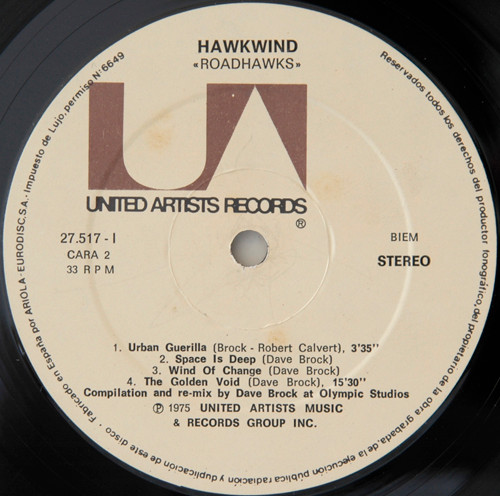 HAWKWIND
«ROADHAWKS»
UA
UNITED ARTISTS RECORDS
®
27.517 - I
CARA 2
33 RPM
BIEM
STEREO
1. Urban Guerilla (Brock - Robert Calvert), 3'35''
2. Space Is Deep (Dave Brock)
3. Wind Of Change (Dave Brock)
4. The Golden Void (Dave Brock), 15'30''
Compilation and re-mix by Dave Brock at Olympic Studios
Ⓟ 1975 UNITED ARTISTS MUSIC
& RECORDS GROUP INC.
Fabricado en España por ARIOLA-EURODISC, S.A. Impuesto de Lujo, permiso N.° 6649
Reservados todos los derechos del productor fonográfico, del propietario de la obra grabada, de la ejecución pública radiación y duplicación de este disco -